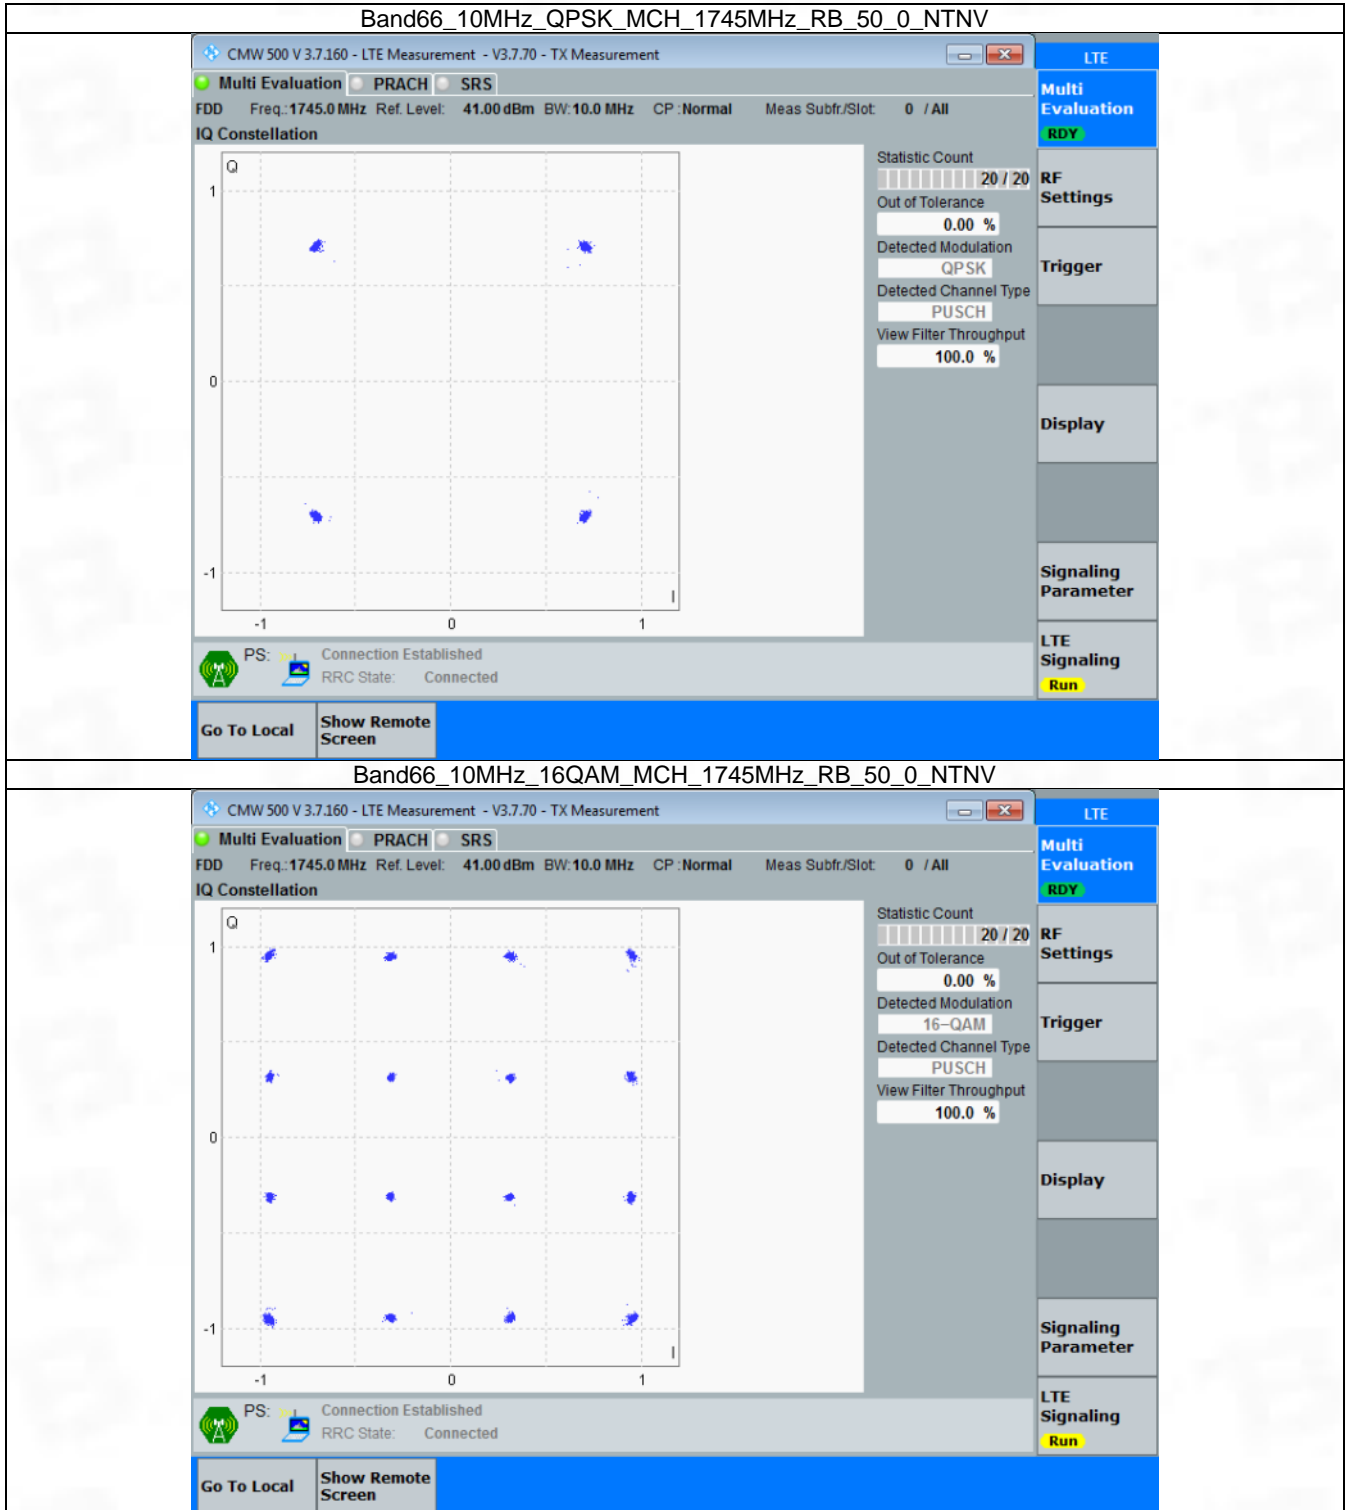 Band66_10MHz_QPSK_MCH_1745MHz_RB_50_0_NTNV
CMW 500 V 3.7.160 - LTE Measurement - V3.7.70 - TX Measurement
LTE
Multi Evaluation PRACH SRS
Multi Evaluation
RDY
FDD Freq.:1745.0 MHz Ref. Level: 41.00 dBm BW:10.0 MHz CP :Normal Meas Subfr./Slot: 0 / All
IQ Constellation
Q
1
0
-1
I
-1 0 1
Statistic Count
20 / 20
Out of Tolerance
0.00 %
Detected Modulation
QPSK
Detected Channel Type
PUSCH
View Filter Throughput
100.0 %
RF Settings
Trigger
Display
Signaling Parameter
LTE Signaling
Run
PS: Connection Established
RRC State: Connected
Go To Local
Show Remote Screen
Band66_10MHz_16QAM_MCH_1745MHz_RB_50_0_NTNV
CMW 500 V 3.7.160 - LTE Measurement - V3.7.70 - TX Measurement
LTE
Multi Evaluation PRACH SRS
Multi Evaluation
RDY
FDD Freq.:1745.0 MHz Ref. Level: 41.00 dBm BW:10.0 MHz CP :Normal Meas Subfr./Slot: 0 / All
IQ Constellation
Q
1
0
-1
I
-1 0 1
Statistic Count
20 / 20
Out of Tolerance
0.00 %
Detected Modulation
16-QAM
Detected Channel Type
PUSCH
View Filter Throughput
100.0 %
RF Settings
Trigger
Display
Signaling Parameter
LTE Signaling
Run
PS: Connection Established
RRC State: Connected
Go To Local
Show Remote Screen